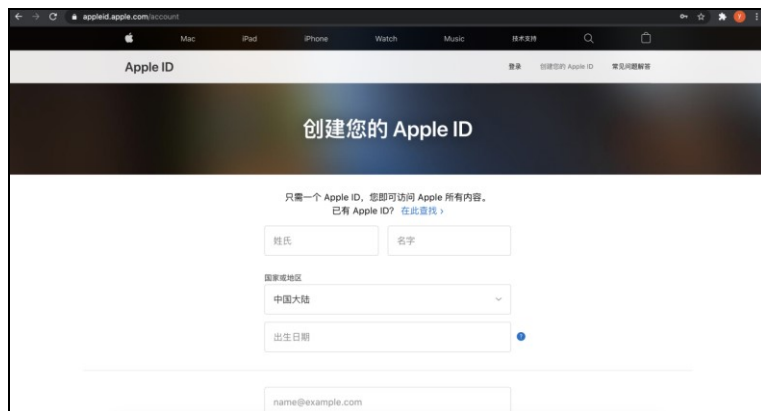 appleid.apple.com/account
Mac iPad iPhone Watch Music 技术支持
Apple ID 登录 创建您的 Apple ID 常见问题解答
创建您的 Apple ID
只需一个 Apple ID，您即可访问 Apple 所有内容。
已有 Apple ID？ 在此查找 ›
姓氏 名字
国家或地区
中国大陆
出生日期
name@example.com